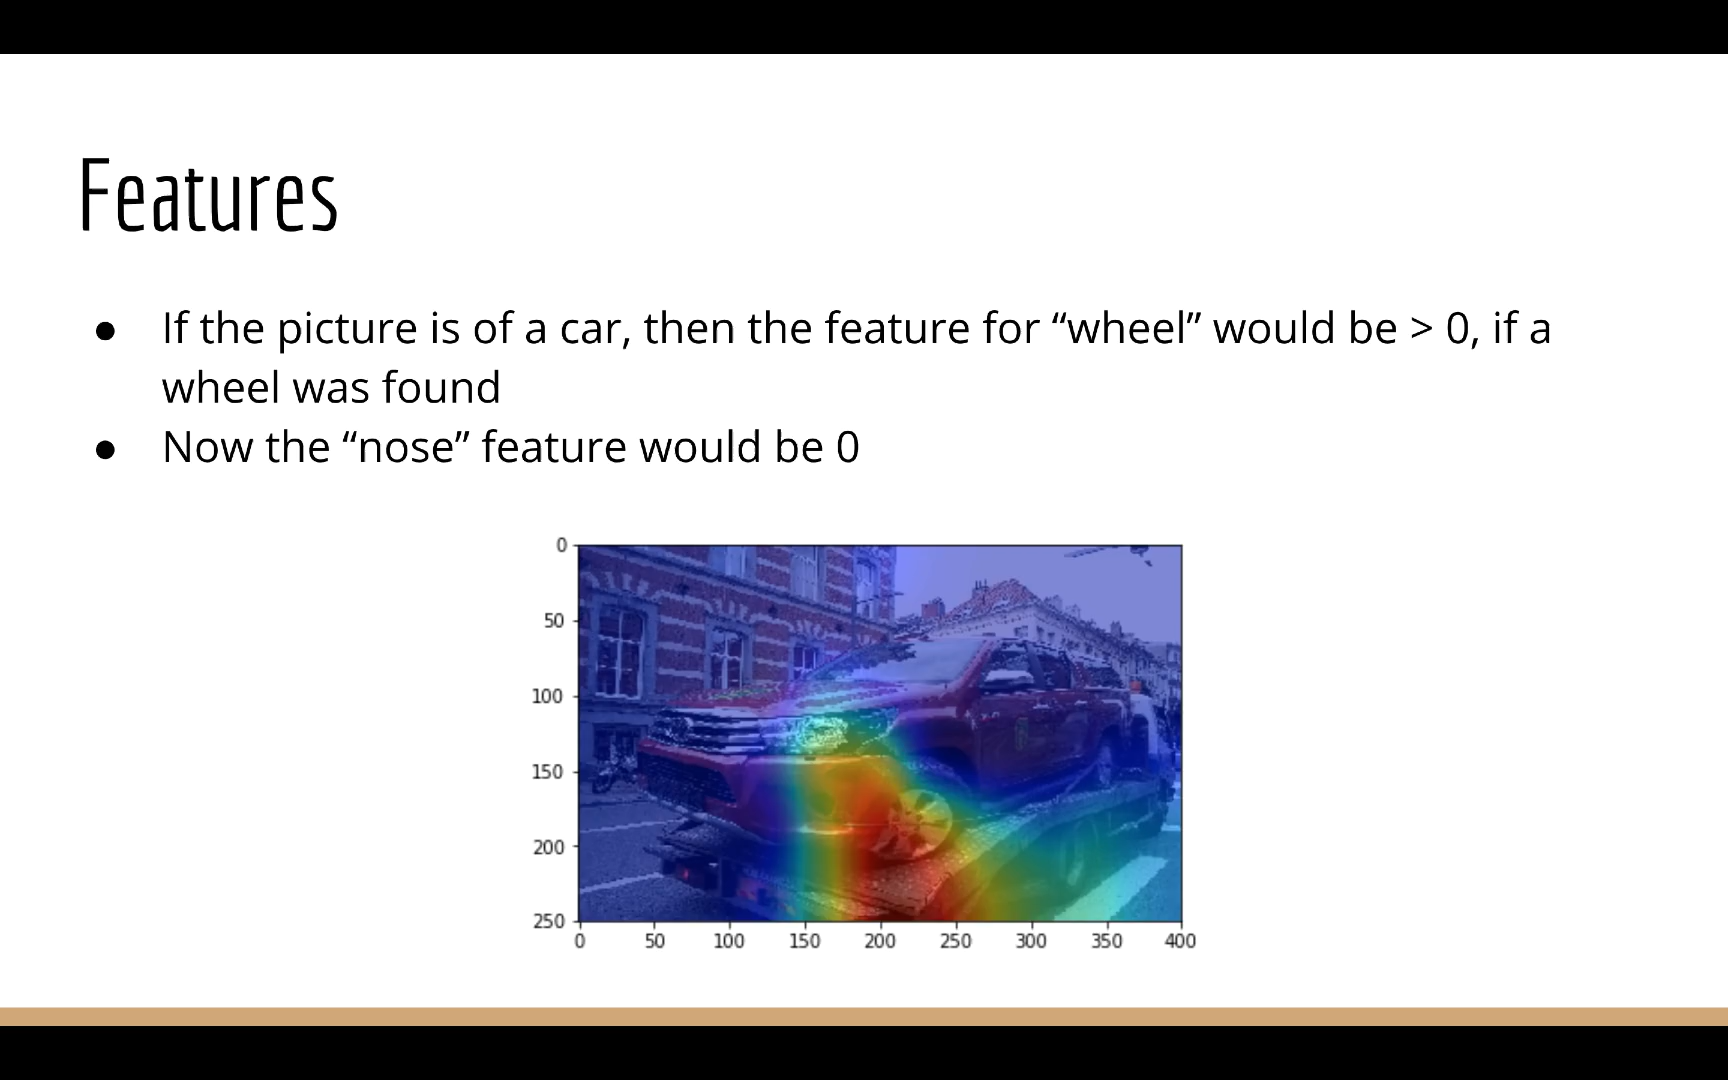 Features
● If the picture is of a car, then the feature for “wheel” would be > 0, if a
wheel was found
● Now the “nose” feature would be 0
0
50
100
150
200
250
0 50 100 150 200 250 300 350 400